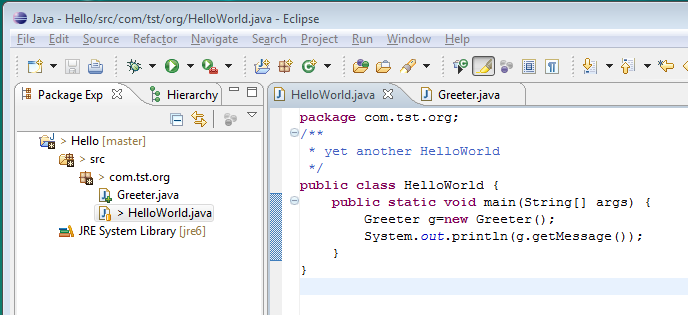 Java - Hello/src/com/tst/org/HelloWorld.java - Eclipse
File Edit Source Refactor Navigate Search Project Run Window Help
Package Exp Hierarchy
HelloWorld.java Greeter.java
> Hello [master]
> src
> com.tst.org
Greeter.java
> HelloWorld.java
JRE System Library [jre6]
package com.tst.org;
/**
 * yet another HelloWorld
 */
public class HelloWorld {
    public static void main(String[] args) {
        Greeter g=new Greeter();
        System.out.println(g.getMessage());
    }
}